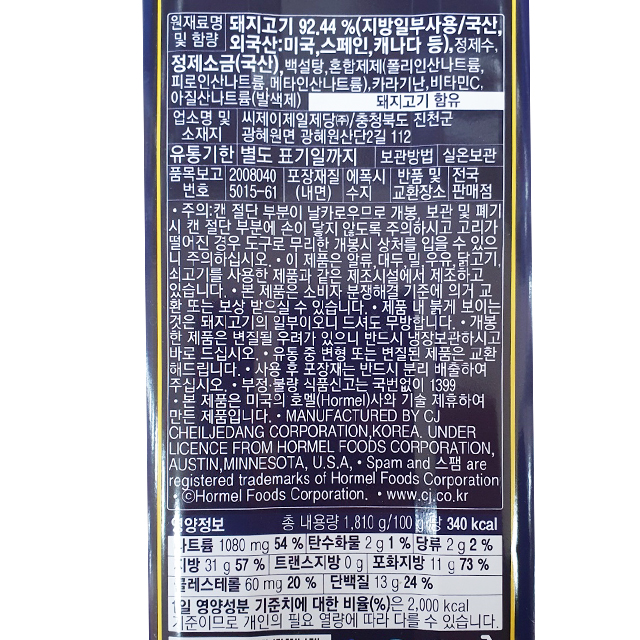 원재료명 및 함량
돼지고기 92.44 %(지방일부사용/국산,
외국산:미국,스페인,캐나다 등),정제수,
정제소금(국산),백설탕,혼합제제(폴리인산나트륨,
피로인산나트륨,메타인산나트륨),카라기난,비타민C,
아질산나트륨(발색제) 돼지고기 함유
업소명 및 소재지
씨제이제일제당㈜/충청북도 진천군
광혜원면 광혜원산단2길 112
유통기한 별도 표기일까지 보관방법 실온보관
품목보고번호 2008040 5015-61 포장재질(내면) 에폭시수지 반품 및 교환장소 전국판매점
• 주의:캔 절단 부분이 날카로우므로 개봉, 보관 및 폐기
시 캔 절단 부분에 손이 닿지 않도록 주의하시고 고리가
떨어진 경우 도구로 무리한 개봉시 상처를 입을 수 있으
니 주의하십시오. • 이 제품은 알류,대두,밀,우유,닭고기,
쇠고기를 사용한 제품과 같은 제조시설에서 제조하고
있습니다. • 본 제품은 소비자 분쟁해결 기준에 의거 교
환 또는 보상 받으실 수 있습니다. • 제품 내 붉게 보이는
것은 돼지고기의 일부이오니 드셔도 무방합니다. • 개봉
한 제품은 변질될 우려가 있으니 반드시 냉장보관하시고
바로 드십시오. • 유통 중 변형 또는 변질된 제품은 교환
해드립니다. • 사용 후 포장재는 반드시 분리 배출하여
주십시오. • 부정·불량 식품신고는 국번없이 1399
• 본 제품은 미국의 호멜(Hormel)사와 기술 제휴하여
만든 제품입니다. • MANUFACTURED BY CJ
CHEILJEDANG CORPORATION,KOREA. UNDER
LICENCE FROM HORMEL FOODS CORPORATION,
AUSTIN,MINNESOTA, U.S.A, • Spam and 스팸 are
registered trademarks of Hormel Foods Corporation
• ©Hormel Foods Corporation. • www.cj.co.kr
영양정보 총 내용량 1,810 g/100 g당 340 kcal
나트륨 1080 mg 54 % 탄수화물 2 g 1 % 당류 2 g 2 %
지방 31 g 57 % 트랜스지방 0 g 포화지방 11 g 73 %
콜레스테롤 60 mg 20 % 단백질 13 g 24 %
1일 영양성분 기준치에 대한 비율(%)은 2,000 kcal
기준이므로 개인의 필요 열량에 따라 다를 수 있습니다.